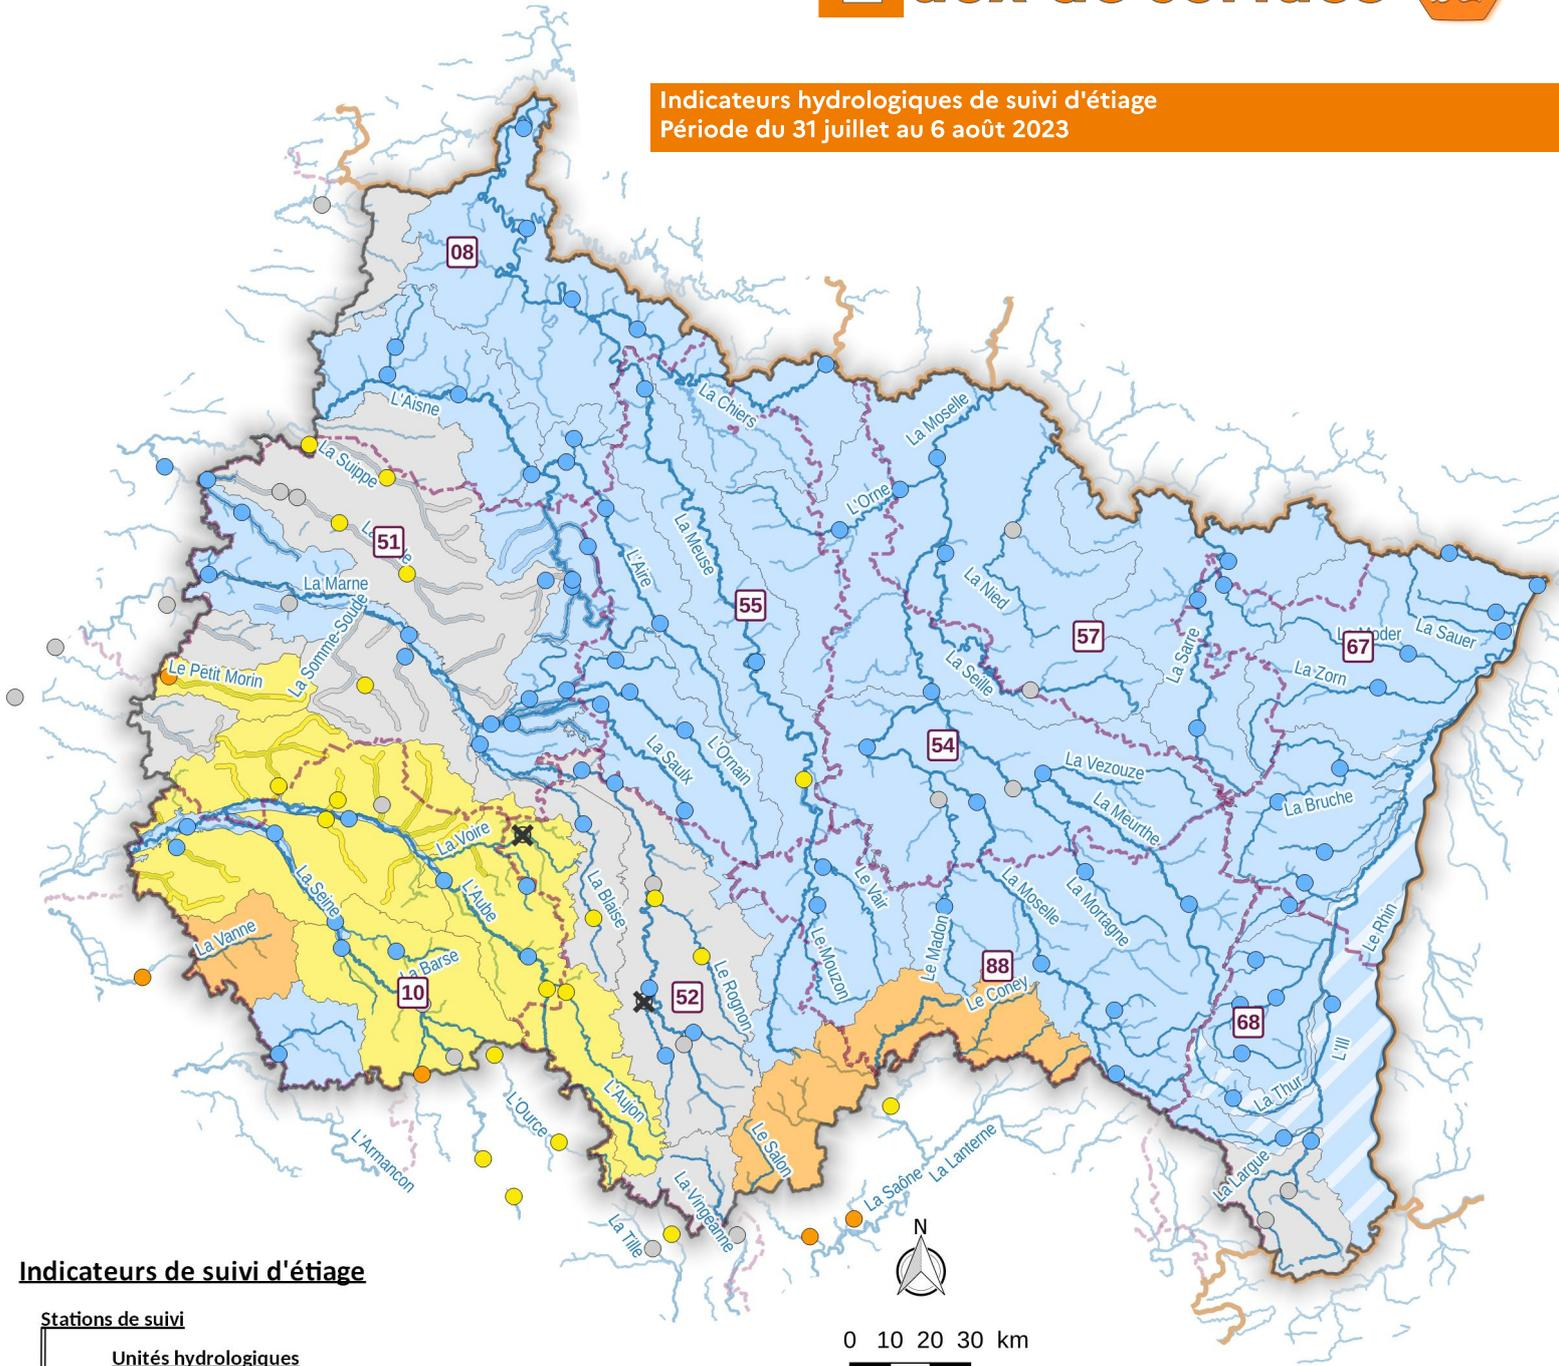 Indicateurs hydrologiques de suivi d'étiage
Période du 31 juillet au 6 août 2023
08
L'Aisne
La Chiers
La Moselle
La Suippe
L'Orne
51
La Meuse
L'Aire
La Marne
La Nied
55
57
La Somme-Soude
La Moder
67
La Sauer
La Sarre
Le Petit Morin
La Seille
La Zorn
54
La Saulx
L'Ornain
La Vezouze
La Meurthe
La Bruche
La Voire
La Seine
L'Aube
La Blaise
Le Vair
La Moselle
La Mortagne
La Vanne
La Barse
Le Madon
Le Rhin
Le Mouzon
88
10
52
Le Rognon
Le Coney
68
L'Ill
L'Aujon
La Thur
L'Ource
L'Armançon
Le Salon
La Lanterne
La Largue
La Saône
La Vingeanne
La Tille
N
Indicateurs de suivi d'étiage
Stations de suivi
Unités hydrologiques
0 10 20 30 km